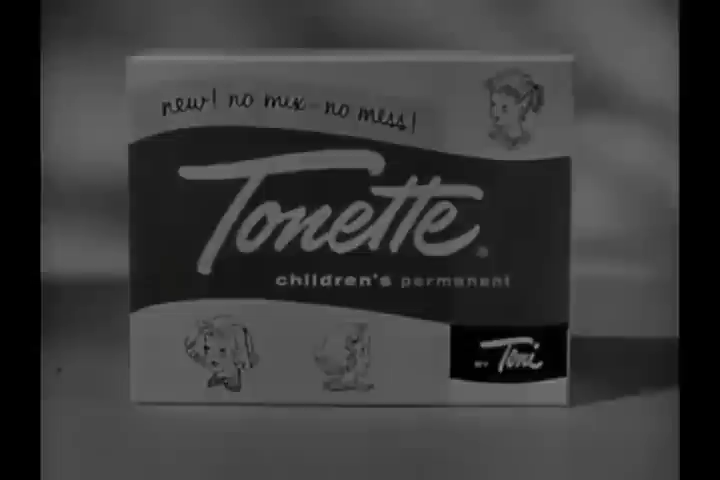 new! no mix-no mess!
Tonette®
children's permanent
BY Toni